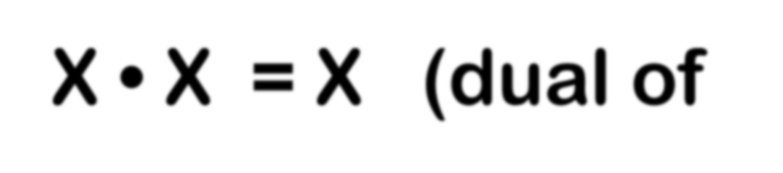 X • X = X (dual of